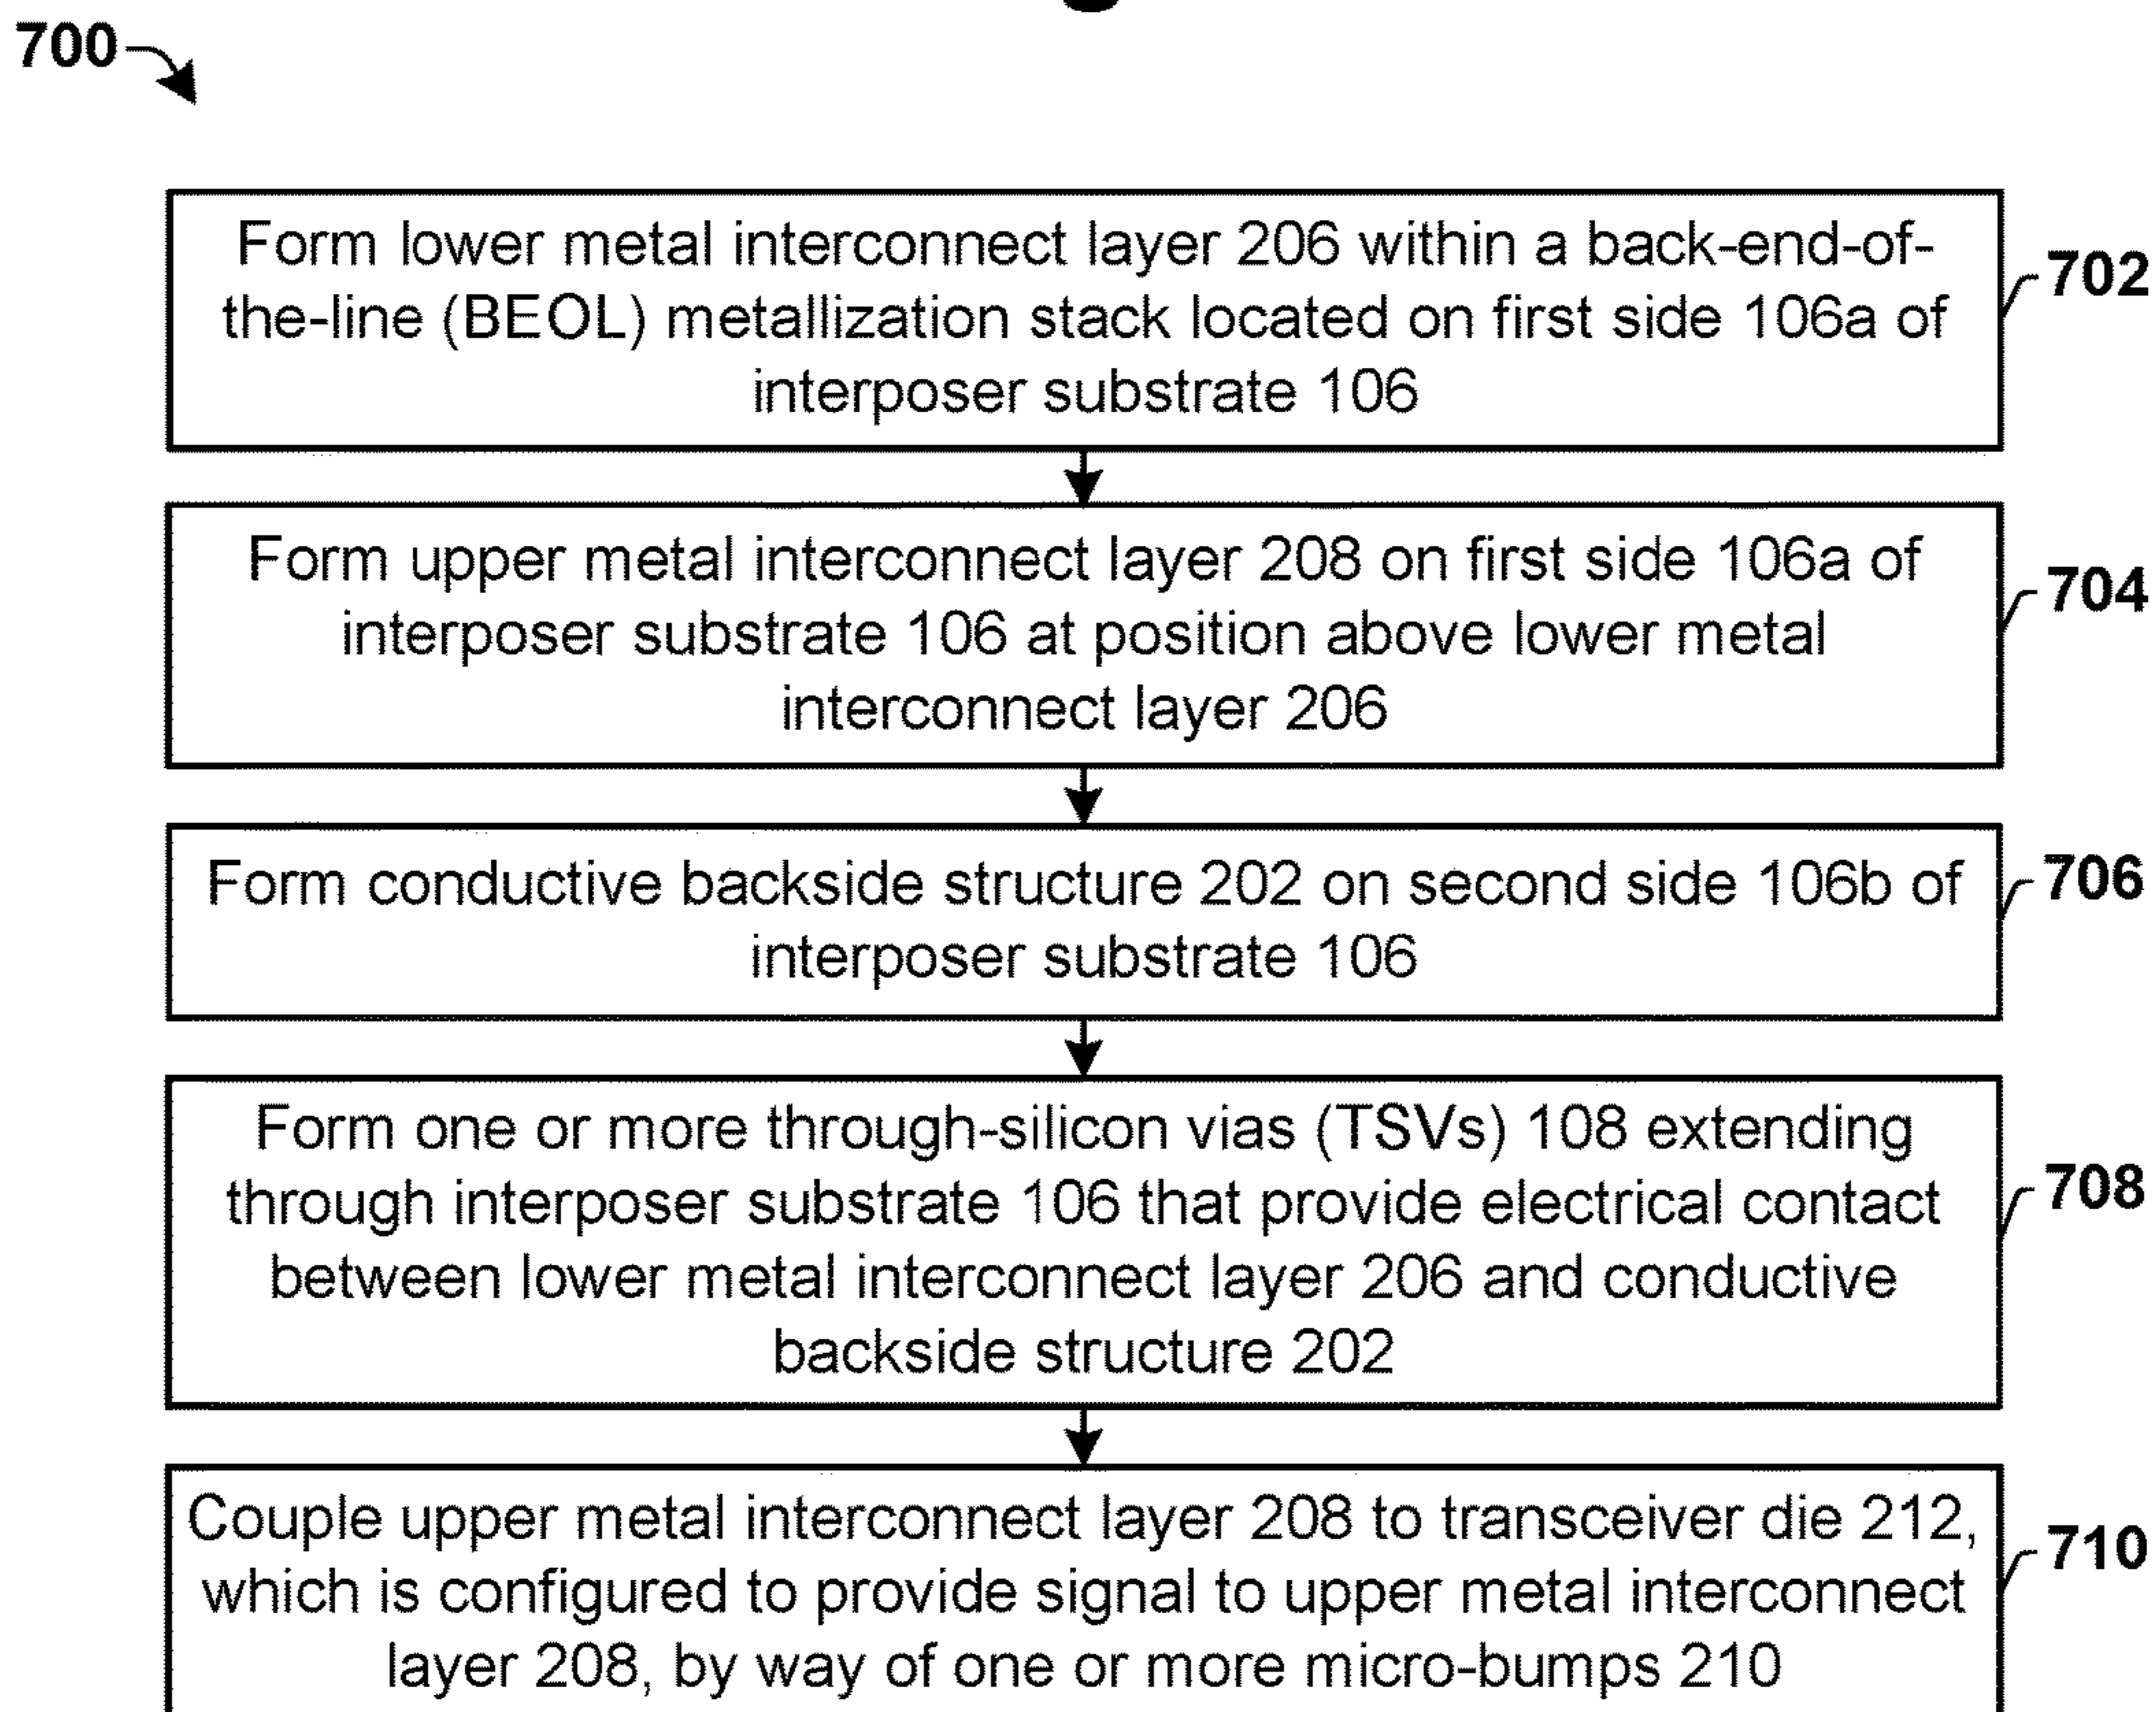 700
Form lower metal interconnect layer 206 within a back-end-of-
the-line (BEOL) metallization stack located on first side 106a of
interposer substrate 106
702
Form upper metal interconnect layer 208 on first side 106a of
interposer substrate 106 at position above lower metal
interconnect layer 206
704
Form conductive backside structure 202 on second side 106b of
interposer substrate 106
706
Form one or more through-silicon vias (TSVs) 108 extending
through interposer substrate 106 that provide electrical contact
between lower metal interconnect layer 206 and conductive
backside structure 202
708
Couple upper metal interconnect layer 208 to transceiver die 212,
which is configured to provide signal to upper metal interconnect
layer 208, by way of one or more micro-bumps 210
710